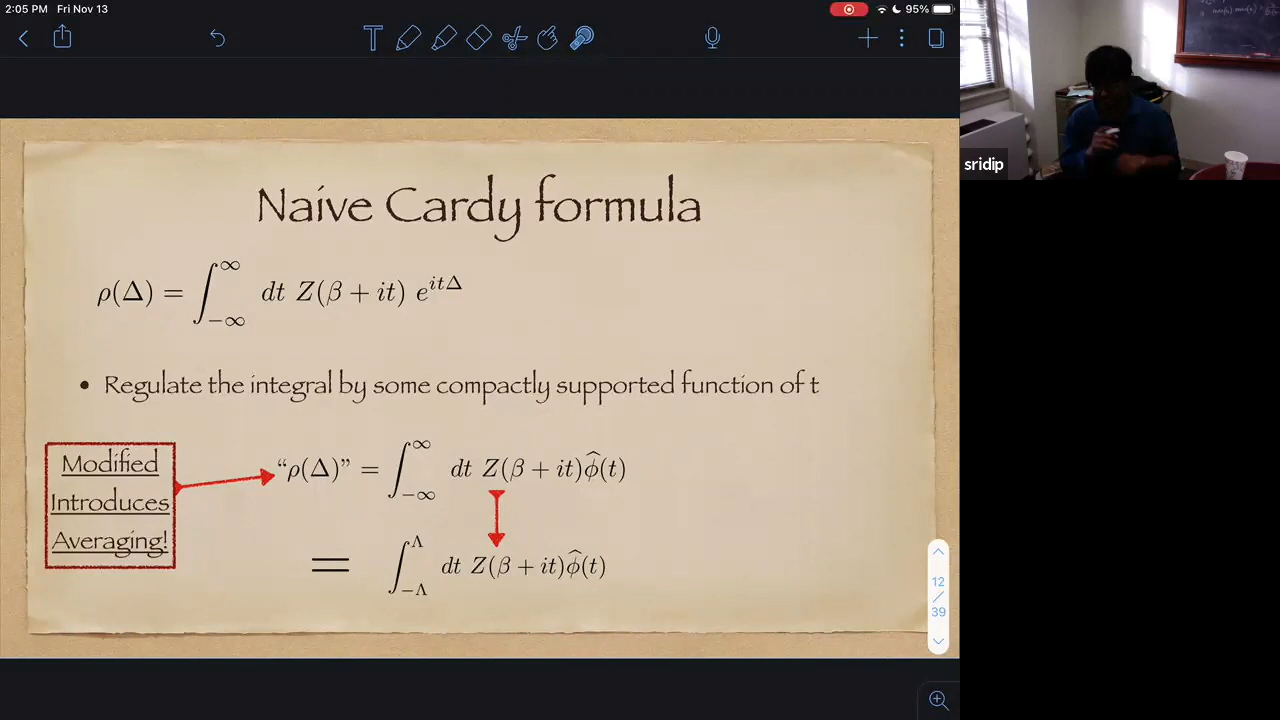 2:05 PM Fri Nov 13
95%
sridip
Naive Cardy formula
ρ(Δ) = ∫_{-∞}^{∞} dt Z(β + it) e^{itΔ}
• Regulate the integral by some compactly supported function of t
Modified
Introduces
Averaging!
“ρ(Δ)” = ∫_{-∞}^{∞} dt Z(β + it)φ̂(t)
= ∫_{-Λ}^{Λ} dt Z(β + it)φ̂(t)
12
/
39